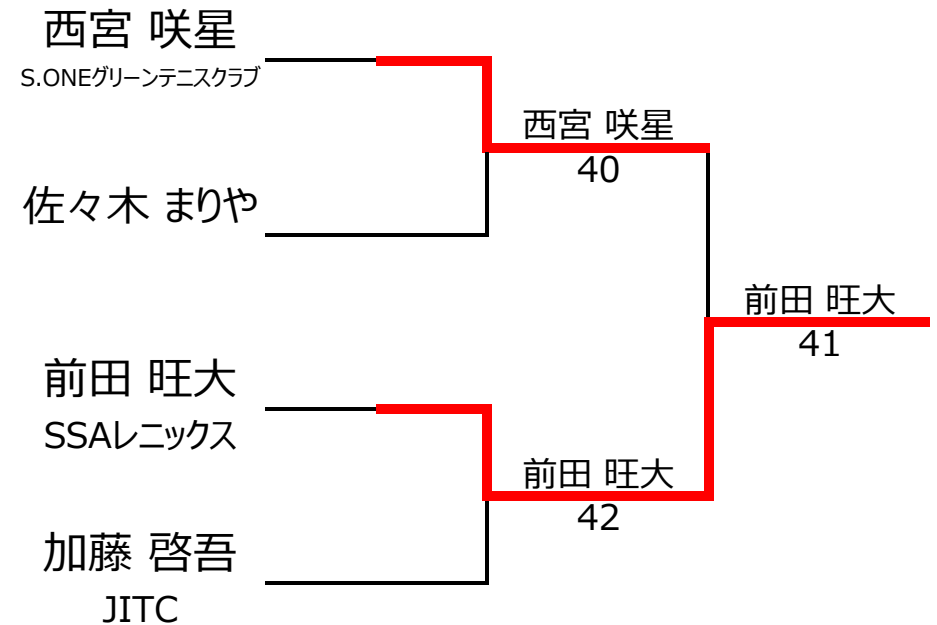 西宮 咲星
S.ONEグリーンテニスクラブ
西宮 咲星
40
佐々木 まりや
前田 旺大
41
前田 旺大
SSAレニックス
前田 旺大
42
加藤 啓吾
JITC